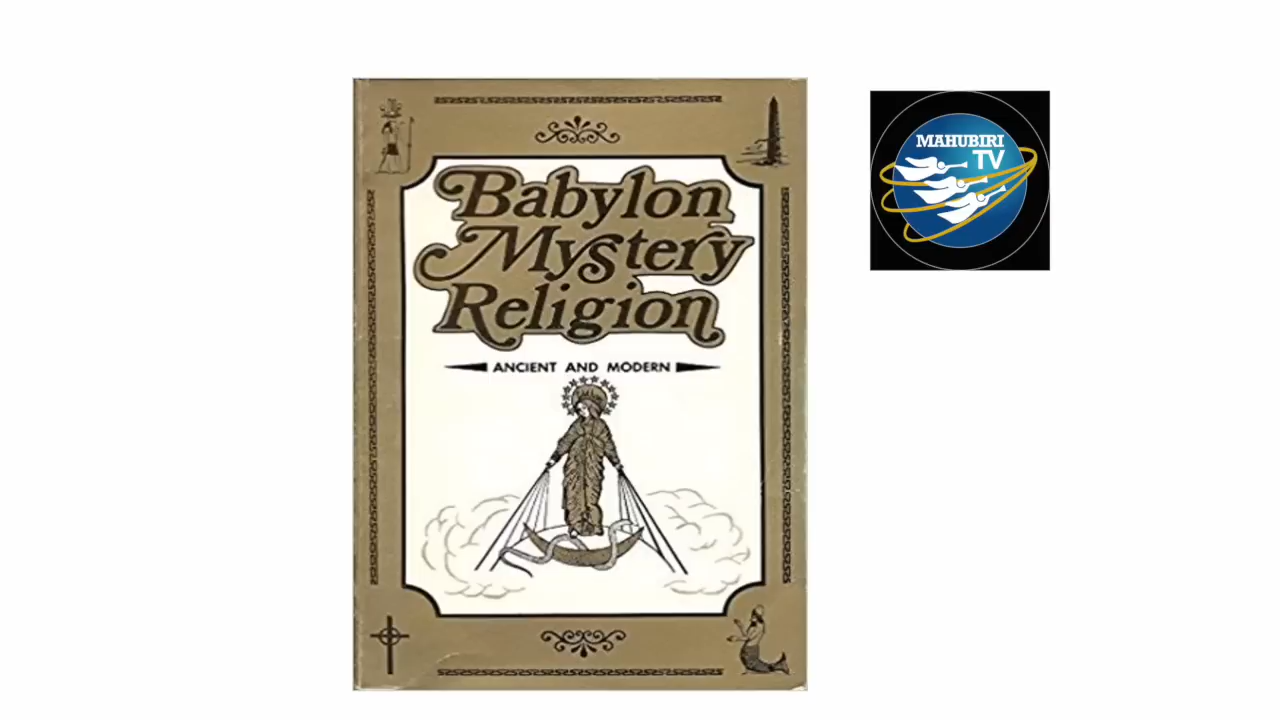 Babylon
Mystery
Religion
ANCIENT AND MODERN
MAHUBIRI
TV